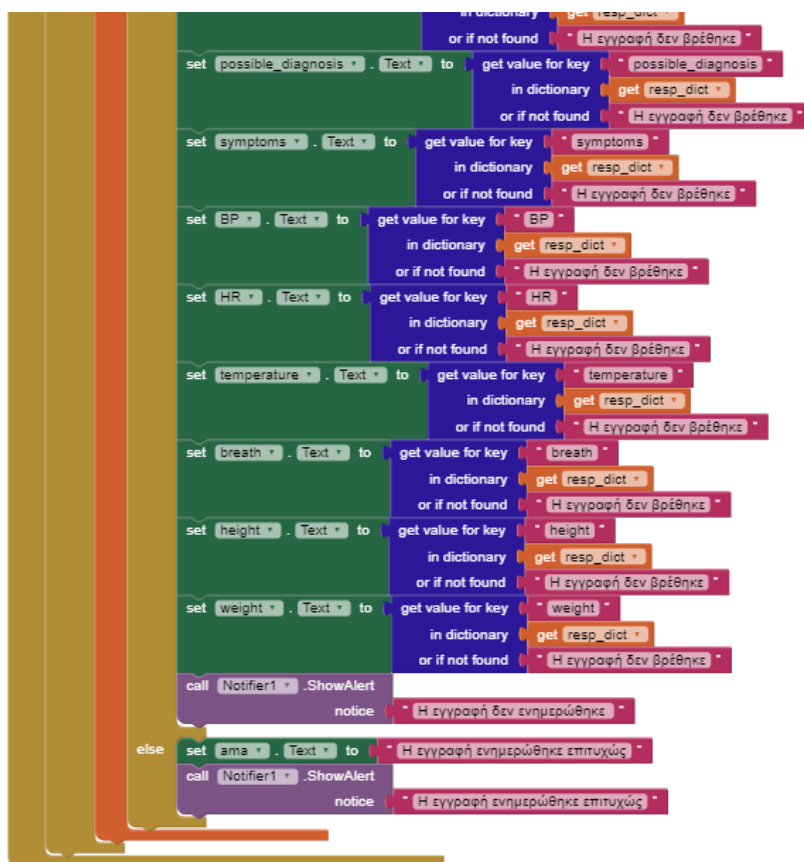 in dictionary get resp_dict
or if not found " Η εγγραφή δεν βρέθηκε "
set possible_diagnosis . Text to get value for key " possible_diagnosis "
in dictionary get resp_dict
or if not found " Η εγγραφή δεν βρέθηκε "
set symptoms . Text to get value for key " symptoms "
in dictionary get resp_dict
or if not found " Η εγγραφή δεν βρέθηκε "
set BP . Text to get value for key " BP "
in dictionary get resp_dict
or if not found " Η εγγραφή δεν βρέθηκε "
set HR . Text to get value for key " HR "
in dictionary get resp_dict
or if not found " Η εγγραφή δεν βρέθηκε "
set temperature . Text to get value for key " temperature "
in dictionary get resp_dict
or if not found " Η εγγραφή δεν βρέθηκε "
set breath . Text to get value for key " breath "
in dictionary get resp_dict
or if not found " Η εγγραφή δεν βρέθηκε "
set height . Text to get value for key " height "
in dictionary get resp_dict
or if not found " Η εγγραφή δεν βρέθηκε "
set weight . Text to get value for key " weight "
in dictionary get resp_dict
or if not found " Η εγγραφή δεν βρέθηκε "
call Notifier1 .ShowAlert
notice " Η εγγραφή δεν ενημερώθηκε "
else set ama . Text to " Η εγγραφή ενημερώθηκε επιτυχώς "
call Notifier1 .ShowAlert
notice " Η εγγραφή ενημερώθηκε επιτυχώς "